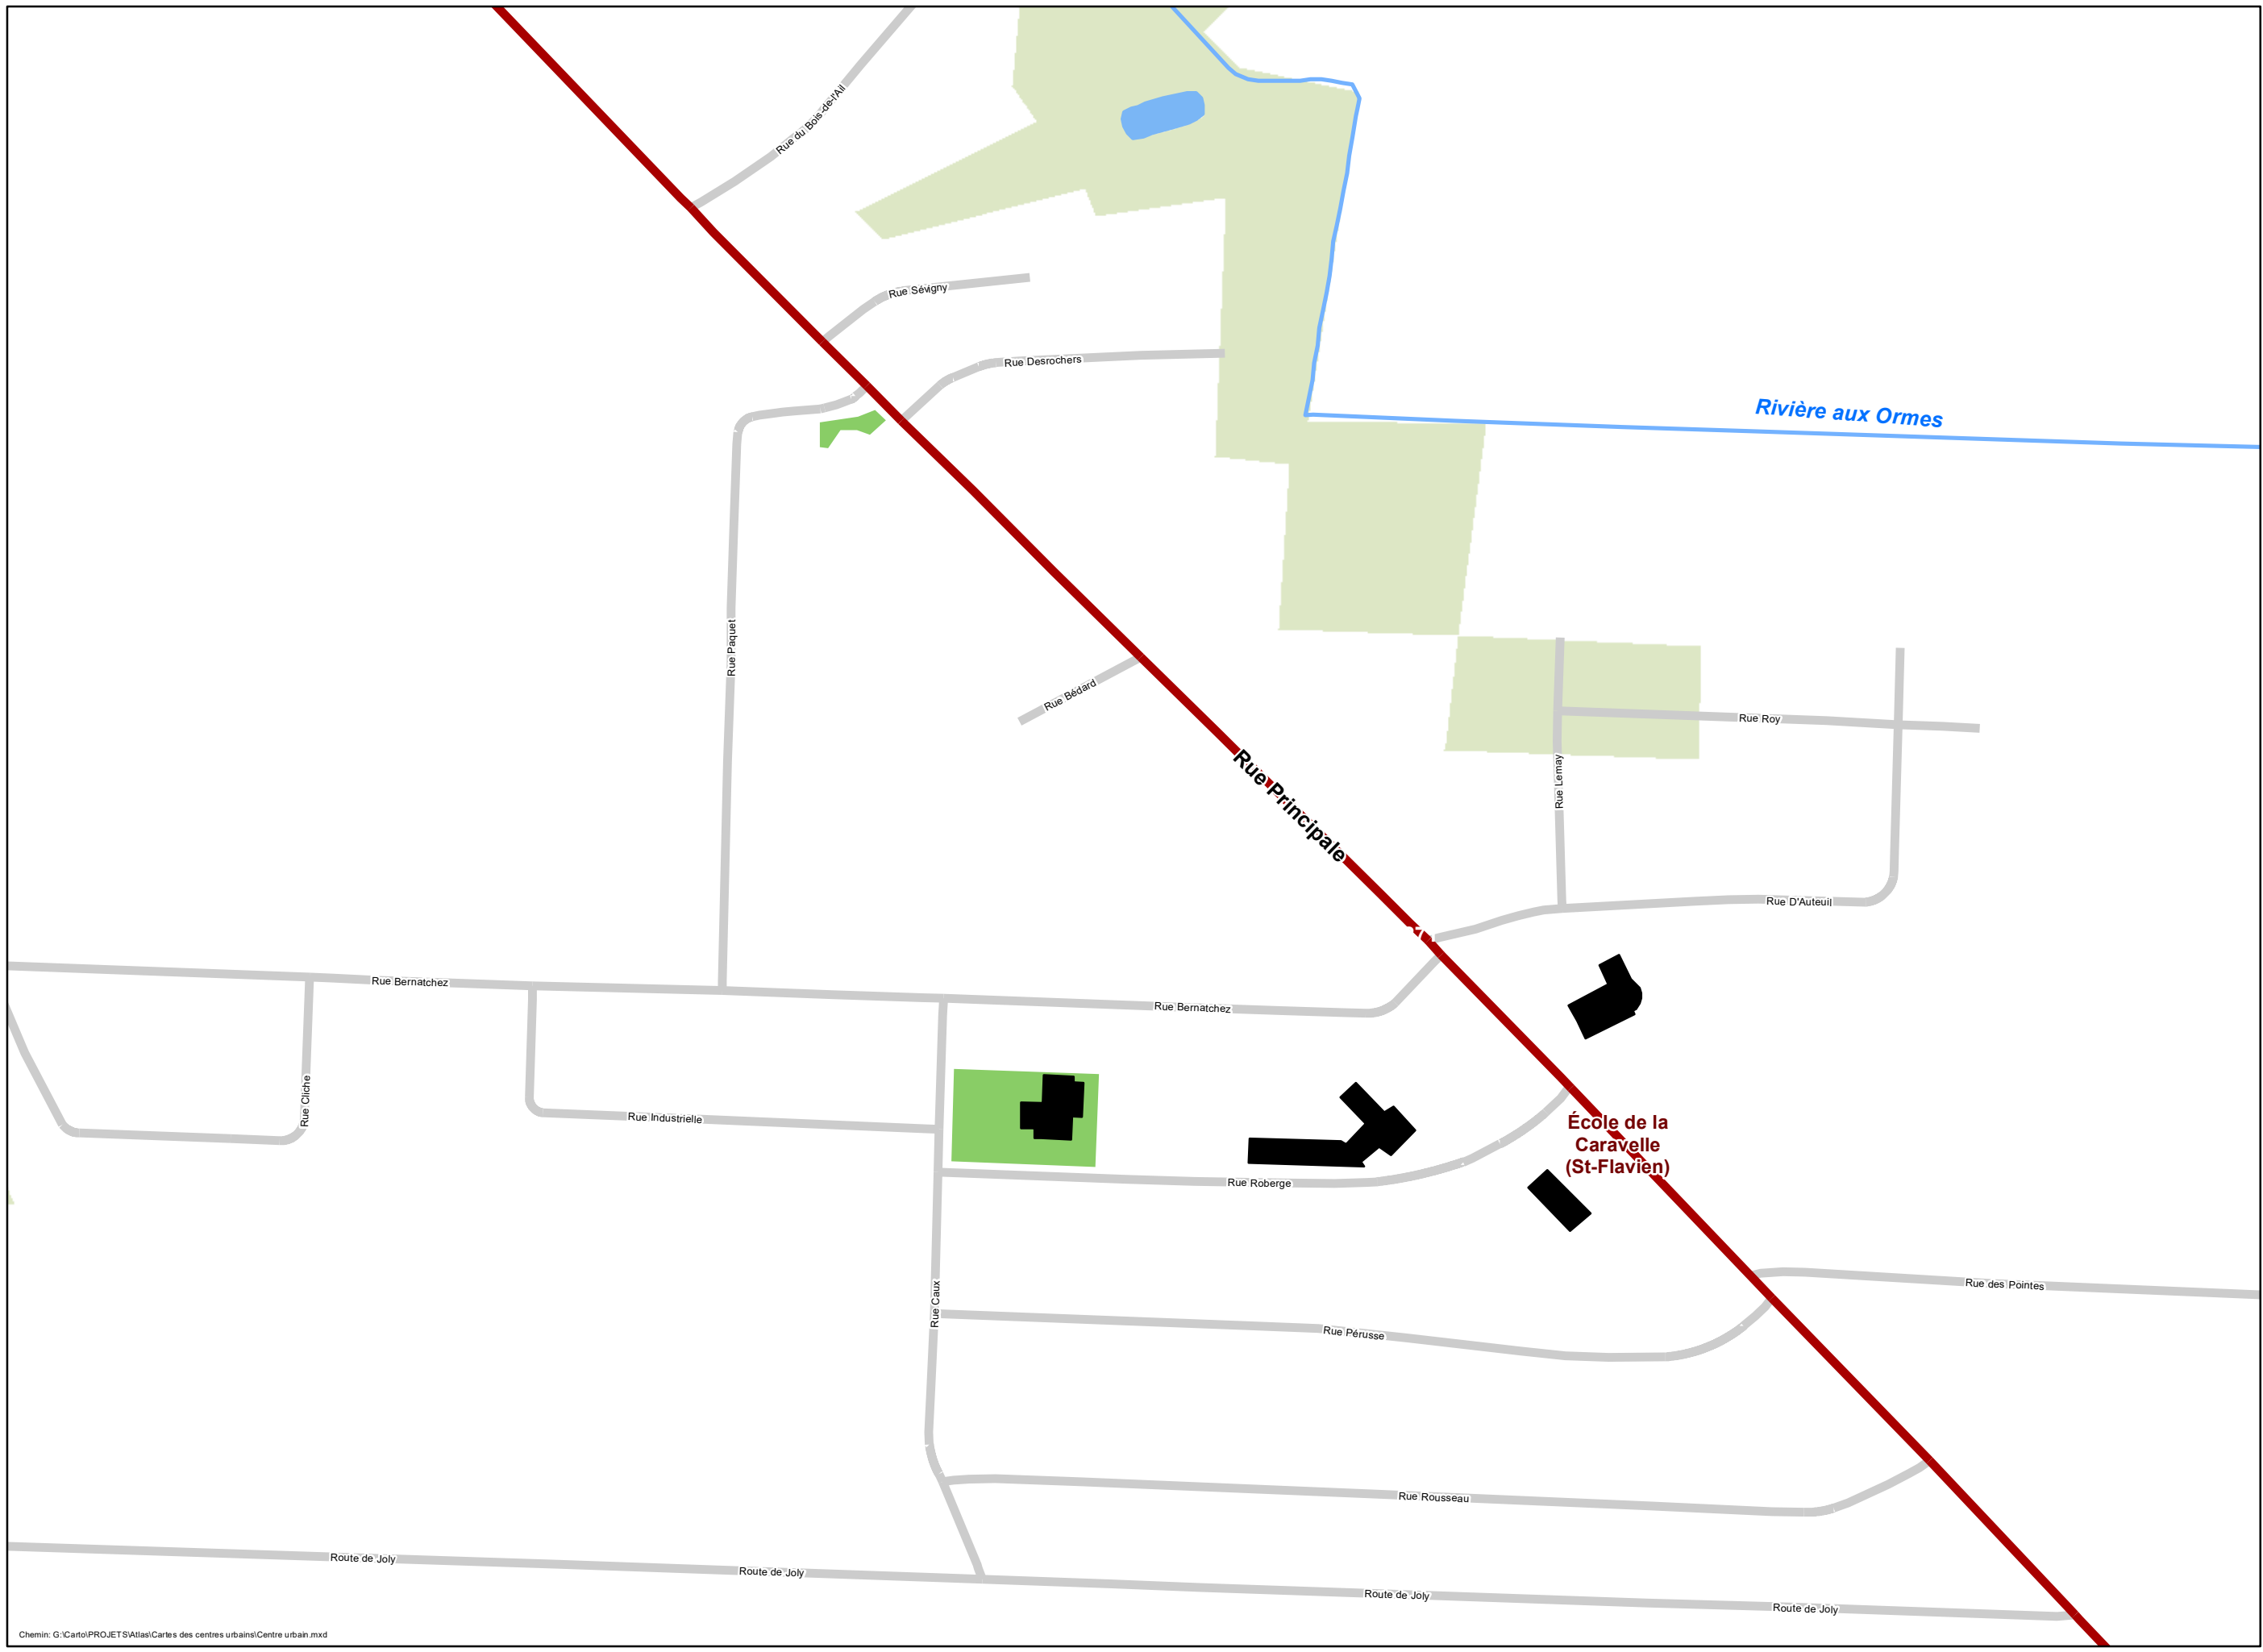 Rue du Bois-de-l'Ail
Rue Sévigny
Rue Desrochers
Rivière aux Ormes
Rue Paquet
Rue Bédard
Rue Roy
Rue Principale
Rue Lemay
Rue D'Auteuil
Rue Bernatchez
Rue Bernatchez
Rue Cliche
Rue Industrielle
École de la
Caravelle
(St-Flavien)
Rue Roberge
Rue Caux
Rue des Pointes
Rue Pérusse
Rue Rousseau
Route de Joly
Route de Joly
Route de Joly
Route de Joly
Chemin: G:\Carto\PROJETS\Atlas\Cartes des centres urbains\Centre urbain.mxd